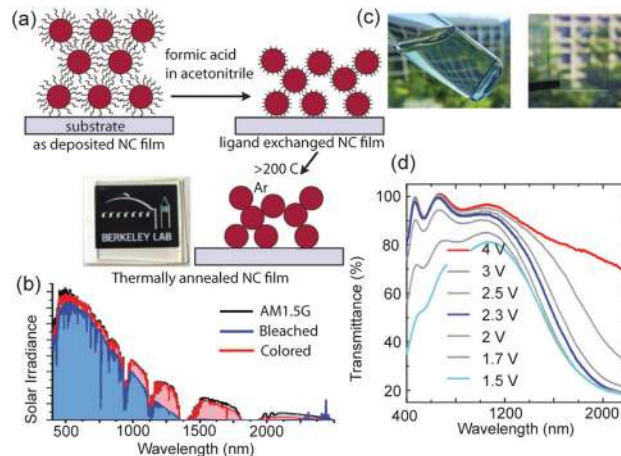 (a)
formic acid
in acetonitrile
substrate
as deposited NC film
ligand exchanged NC film
>200 C
Ar
BERKELEY LAB
Thermally annealed NC film
(b)
AM1.5G
Bleached
Colored
Solar Irradiance
500 1000 1500 2000
Wavelength (nm)
(c)
(d)
100
80
60
40
20
Transmittance (%)
4 V
3 V
2.5 V
2.3 V
2 V
1.7 V
1.5 V
400 1200 2000
Wavelength (nm)